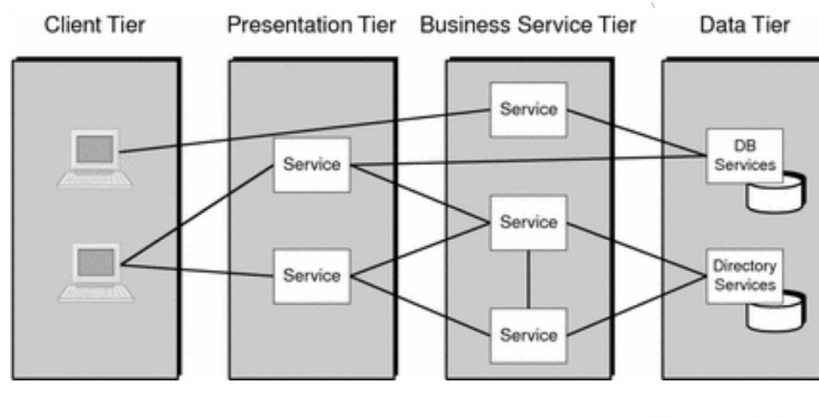 Client Tier
Presentation Tier
Business Service Tier
Data Tier
Service
Service
Service
Service
Service
DB
Services
Directory
Services